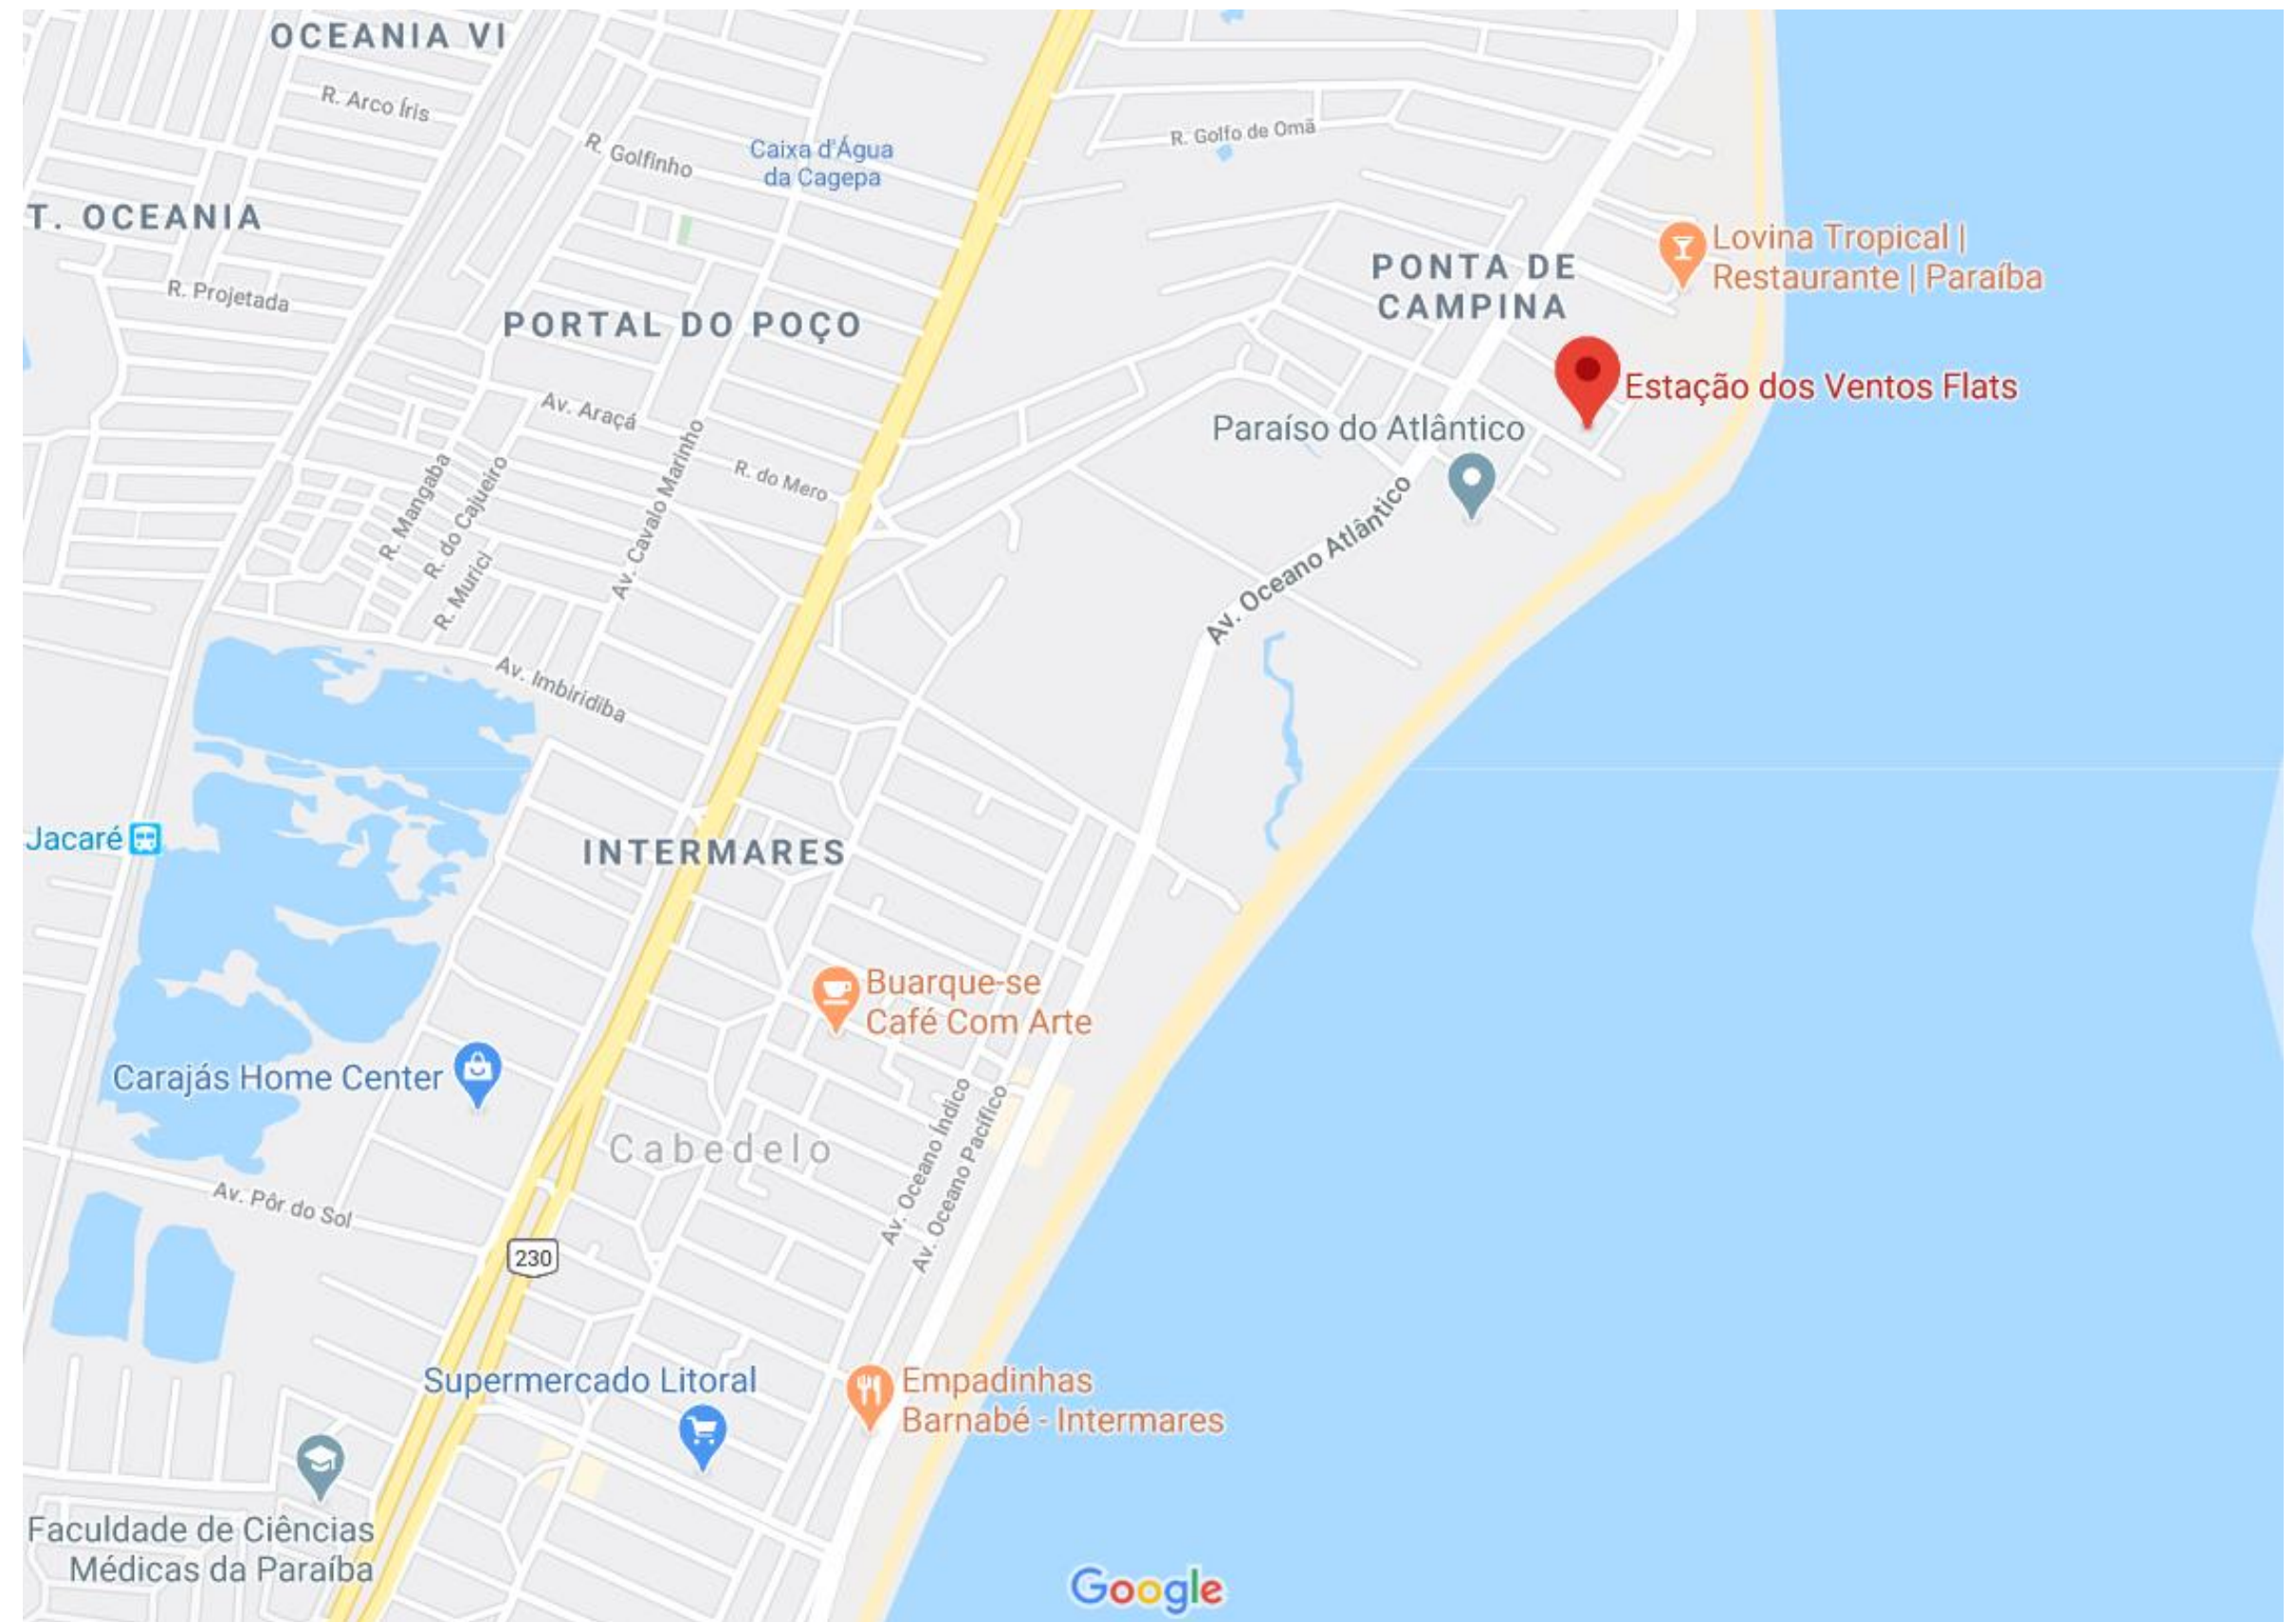 OCEANIA VI
R. Arco Íris
R. Golfinho
Caixa d'Água
da Cagepa
R. Golfo de Omã
T. OCEANIA
Lovina Tropical |
Restaurante | Paraíba
PONTA DE
CAMPINA
R. Projetada
PORTAL DO POÇO
Estação dos Ventos Flats
Av. Araçá
Paraíso do Atlântico
R. do Mero
Av. Cavalo Marinho
R. Mangaba
R. do Cajueiro
R. Murici
Av. Oceano Atlântico
Av. Imbiridiba
Jacaré
INTERMARES
Buarque-se
Café Com Arte
Carajás Home Center
Cabedelo
Av. Oceano Índico
Av. Oceano Pacífico
Av. Pôr do Sol
230
Supermercado Litoral
Empadinhas
Barnabé - Intermares
Faculdade de Ciências
Médicas da Paraíba
Google